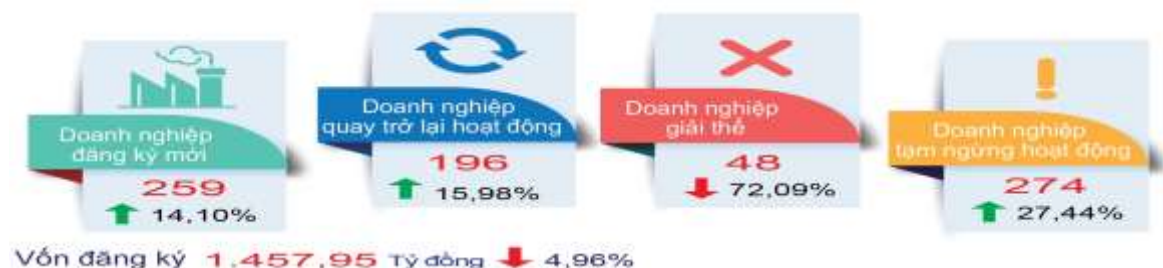 Doanh nghiệp
đăng ký mới
259
14,10%
Doanh nghiệp
quay trở lại hoạt động
196
15,98%
Doanh nghiệp
giải thể
48
72,09%
Doanh nghiệp
tạm ngừng hoạt động
274
27,44%
Vốn đăng ký 1.457,95 Tỷ đồng 4,96%